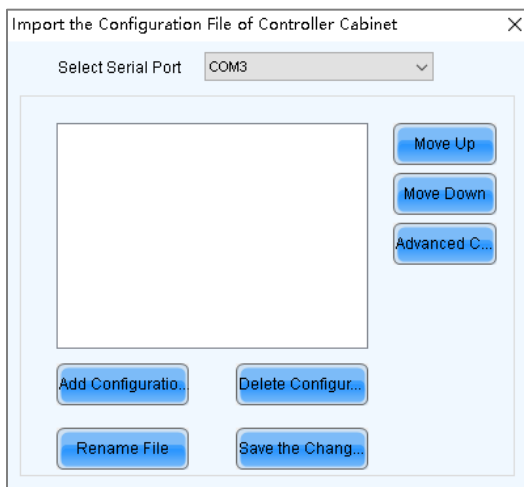 Import the Configuration File of Controller Cabinet
Select Serial Port COM3
Move Up
Move Down
Advanced C...
Add Configuratio...
Delete Configur...
Rename File
Save the Chang...